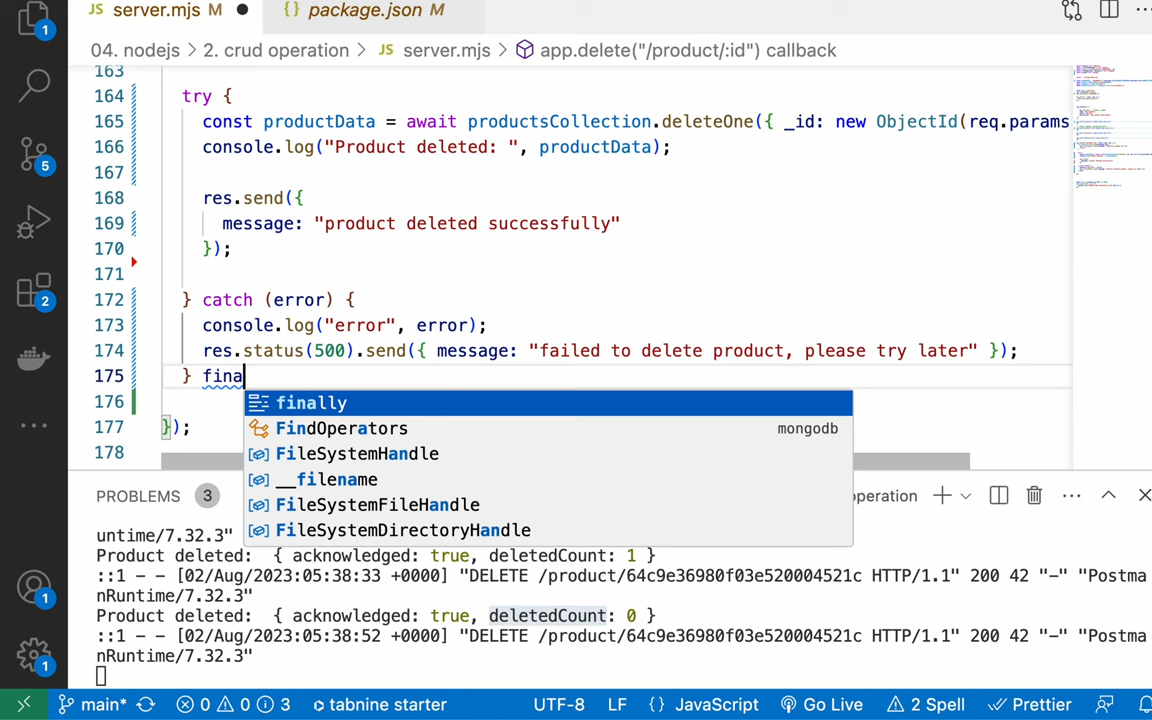 JS server.mjs M ● {} package.json M
04. nodejs > 2. crud operation > JS server.mjs > app.delete("/product/:id") callback
163
164 try {
165 const productData = await productsCollection.deleteOne({ _id: new ObjectId(req.params
166 console.log("Product deleted: ", productData);
167
168 res.send({
169 message: "product deleted successfully"
170 });
171
172 } catch (error) {
173 console.log("error", error);
174 res.status(500).send({ message: "failed to delete product, please try later" });
175 } fina
176
177 });
178
finally
FindOperators mongodb
FileSystemHandle
__filename
FileSystemFileHandle
FileSystemDirectoryHandle
1
5
2
1
1
PROBLEMS 3 operation
untime/7.32.3"
Product deleted: { acknowledged: true, deletedCount: 1 }
::1 - - [02/Aug/2023:05:38:33 +0000] "DELETE /product/64c9e36980f03e520004521c HTTP/1.1" 200 42 "-" "Postma
nRuntime/7.32.3"
Product deleted: { acknowledged: true, deletedCount: 0 }
::1 - - [02/Aug/2023:05:38:52 +0000] "DELETE /product/64c9e36980f03e520004521c HTTP/1.1" 200 42 "-" "Postma
nRuntime/7.32.3"
main* 0 0 3 tabnine starter UTF-8 LF {} JavaScript Go Live 2 Spell Prettier